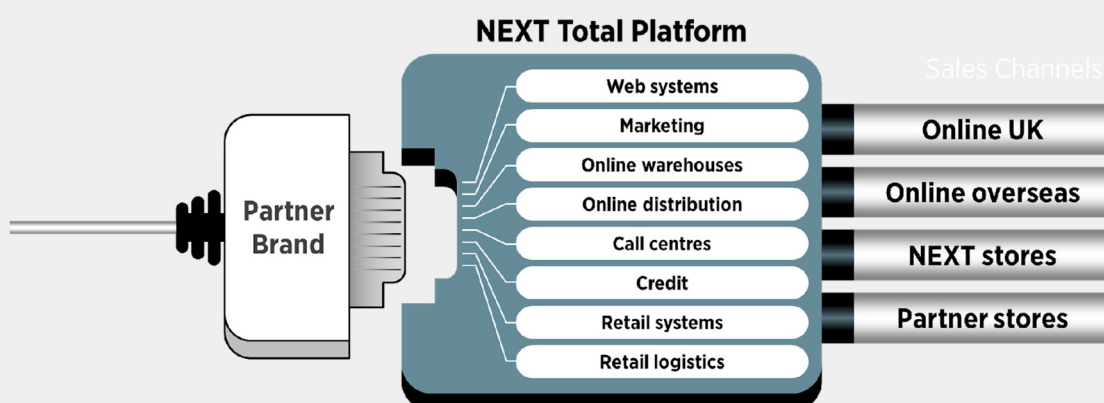 NEXT Total Platform
Sales Channels
Partner
Brand
Web systems
Marketing
Online warehouses
Online distribution
Call centres
Credit
Retail systems
Retail logistics
Online UK
Online overseas
NEXT stores
Partner stores